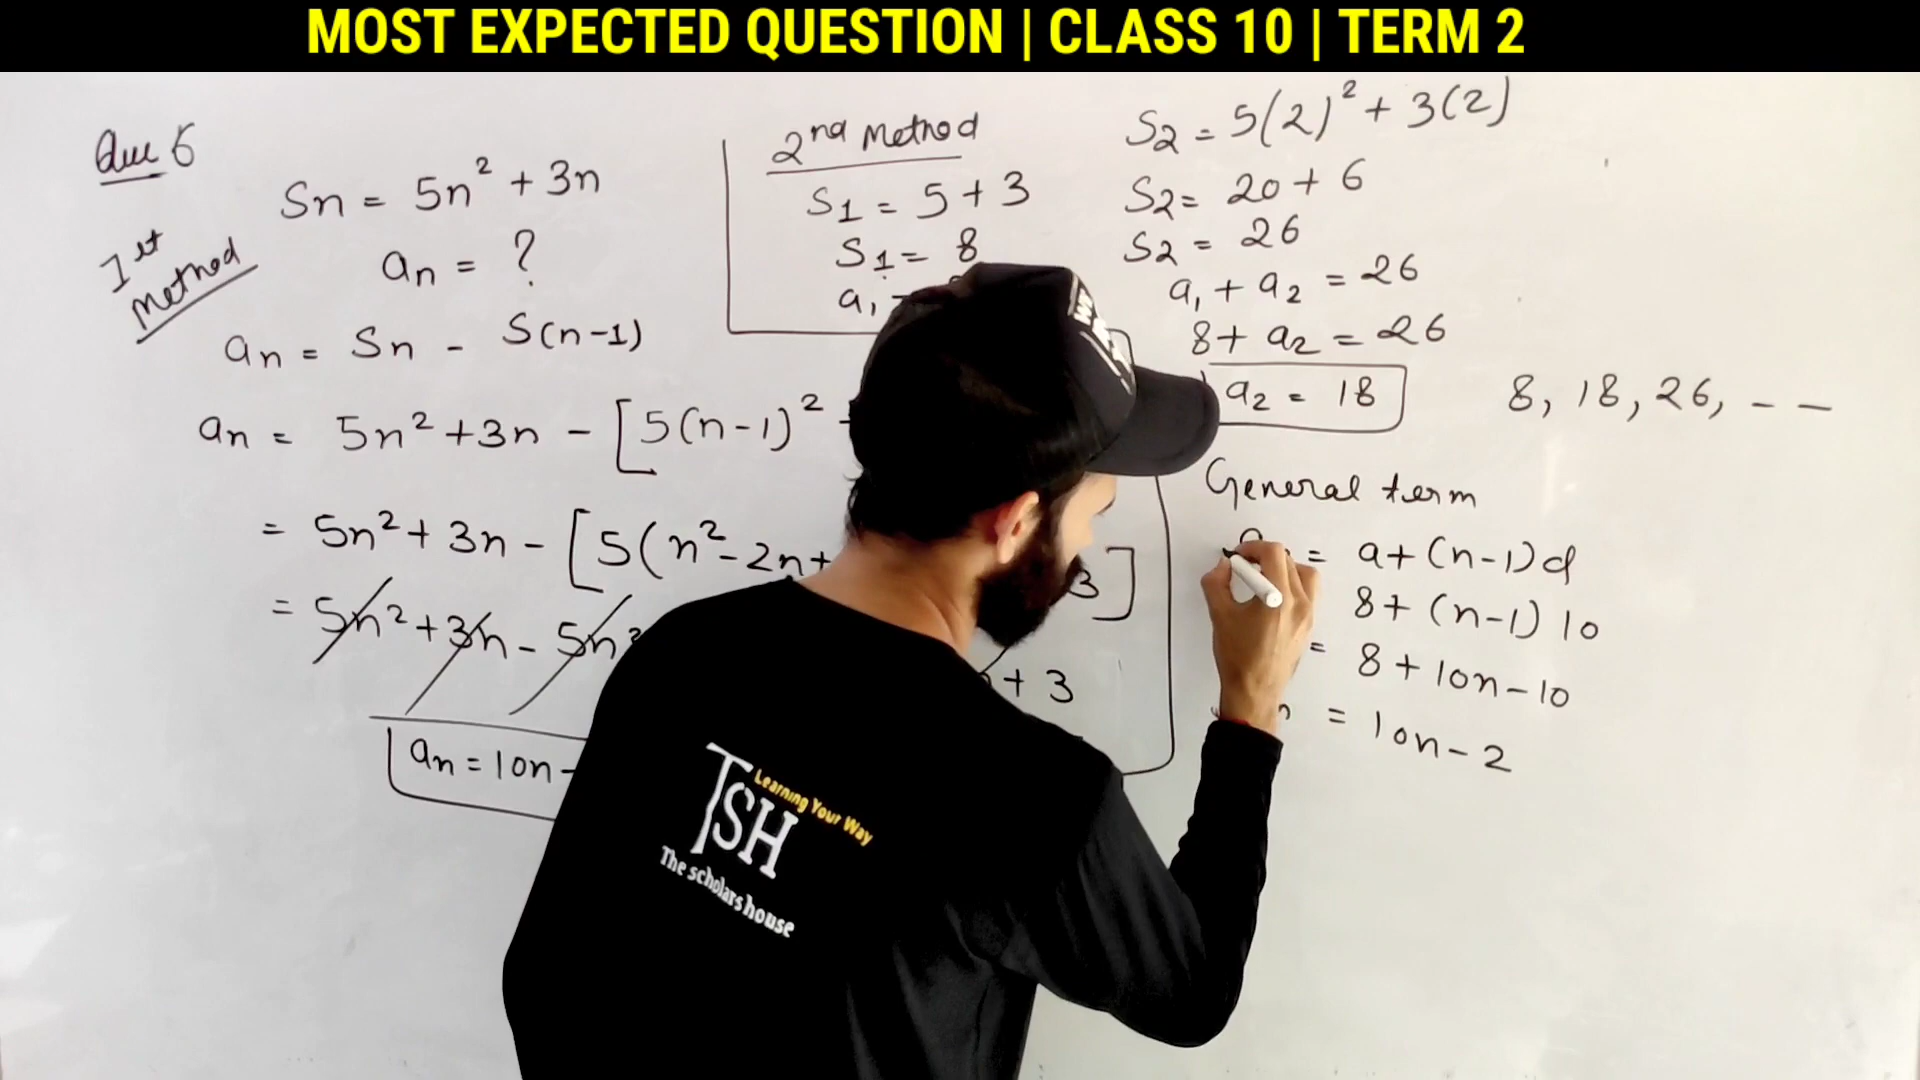 MOST EXPECTED QUESTION | CLASS 10 | TERM 2
Que 6
Sn = 5n² + 3n
an = ?
1st Method
an = Sn - S(n-1)
an = 5n² + 3n - [5(n-1)²
= 5n² + 3n - [5(n² - 2n + 3]
= 5n² + 3n - 5n² + 3
an = 10n -
2nd Method
S1 = 5 + 3
S1 = 8
a1
S2 = 5(2)² + 3(2)
S2 = 20 + 6
S2 = 26
a1 + a2 = 26
8 + a2 = 26
a2 = 18
8, 18, 26, - -
General term
= a + (n-1)d
8 + (n-1) 10
= 8 + 10n - 10
n = 10n - 2
TSH
Learning Your Way
The scholars house